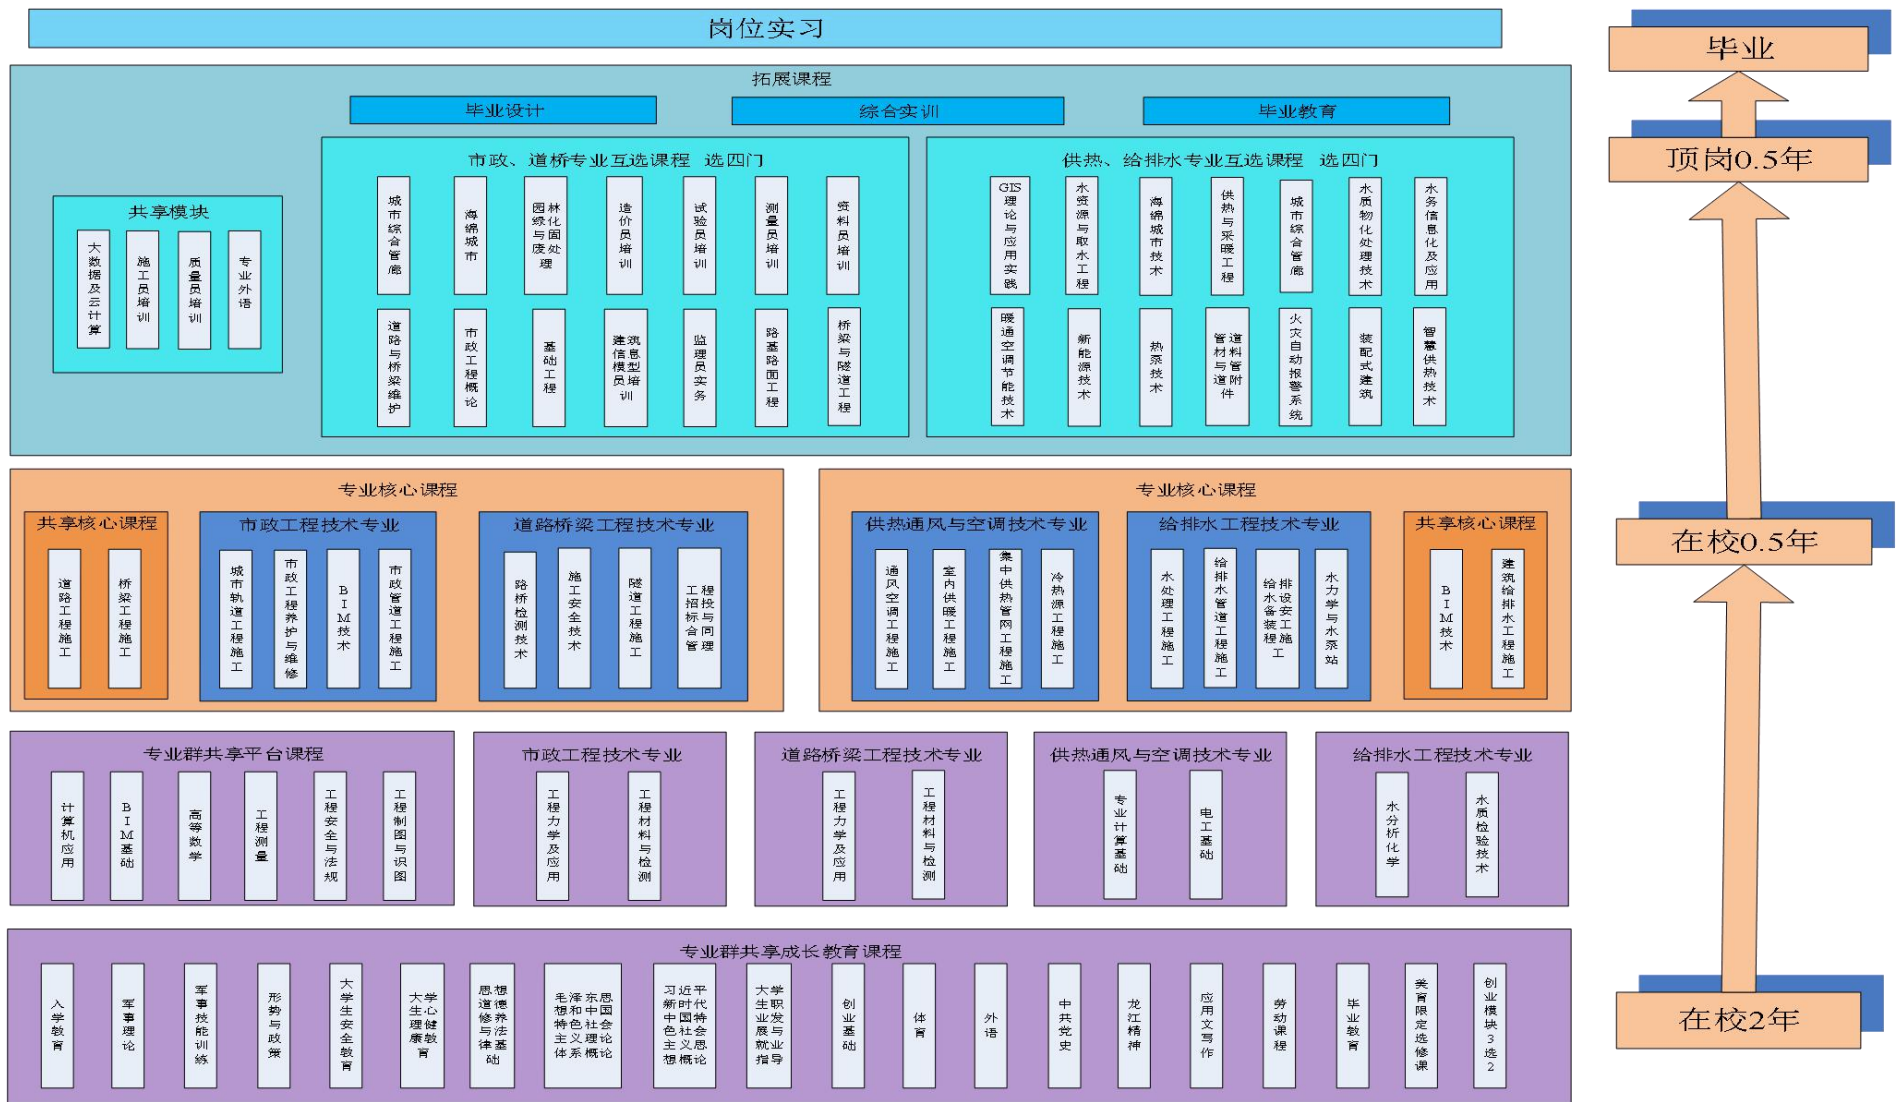 岗位实习
拓展课程
毕业设计
综合实训
毕业教育
共享模块
大数据及云计算
施工员培训
质量员培训
专业外语
市政、道桥专业互选课程 选四门
城市综合管廊
海绵城市
园林绿化与固废处理
造价员培训
试验员培训
测量员培训
资料员培训
道路与桥梁维护
市政工程概论
基础工程
建筑信息模型员培训
监理员实务
路基路面工程
桥梁与隧道工程
供热、给排水专业互选课程 选四门
GIS理论与应用实践
水资源与取水工程
海绵城市技术
供热与采暖工程
城市综合管廊
水质物化处理技术
水务信息化及应用
暖通空调节能技术
新能源技术
热泵技术
管道材料与管道附件
火灾自动报警系统
装配式建筑
智慧供热技术
专业核心课程
共享核心课程
道路工程施工
桥梁工程施工
市政工程技术专业
城市轨道工程施工
市政工程养护与维修
BIM技术
市政管道工程施工
道路桥梁工程技术专业
路桥检测技术
施工安全技术
隧道工程施工
工程招投标与合同管理
专业核心课程
供热通风与空调技术专业
通风空调工程施工
室内供暖工程施工
集中供热管网工程施工
冷热源工程施工
给排水工程技术专业
水处理工程施工
给排水管道工程施工
给排水设备安装工程施工
水力学与水泵站
共享核心课程
BIM技术
建筑给排水工程施工
专业群共享平台课程
计算机应用
BIM基础
高等数学
工程测量
工程安全与法规
工程制图与识图
市政工程技术专业
工程力学及应用
工程材料与检测
道路桥梁工程技术专业
工程力学及应用
工程材料与检测
供热通风与空调技术专业
专业计算基础
电工基础
给排水工程技术专业
水分析化学
水质检验技术
专业群共享成长教育课程
入学教育
军事理论
军事技能训练
形势与政策
大学生安全教育
大学生心理健康教育
思想道德修养与法律基础
毛泽东思想和中国特色社会主义理论体系概论
习近平新时代中国特色社会主义思想概论
大学生职业发展与就业指导
创业基础
体育
外语
中共党史
龙江精神
应用文写作
劳动课程
毕业教育
美育限定选修课
创业模块3选2
毕业
顶岗0.5年
在校0.5年
在校2年